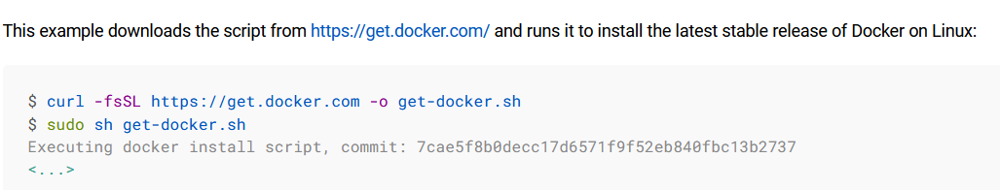 This example downloads the script from https://get.docker.com/ and runs it to install the latest stable release of Docker on Linux:
$ curl -fsSL https://get.docker.com -o get-docker.sh
$ sudo sh get-docker.sh
Executing docker install script, commit: 7cae5f8b0decc17d6571f9f52eb840fbc13b2737
<...>